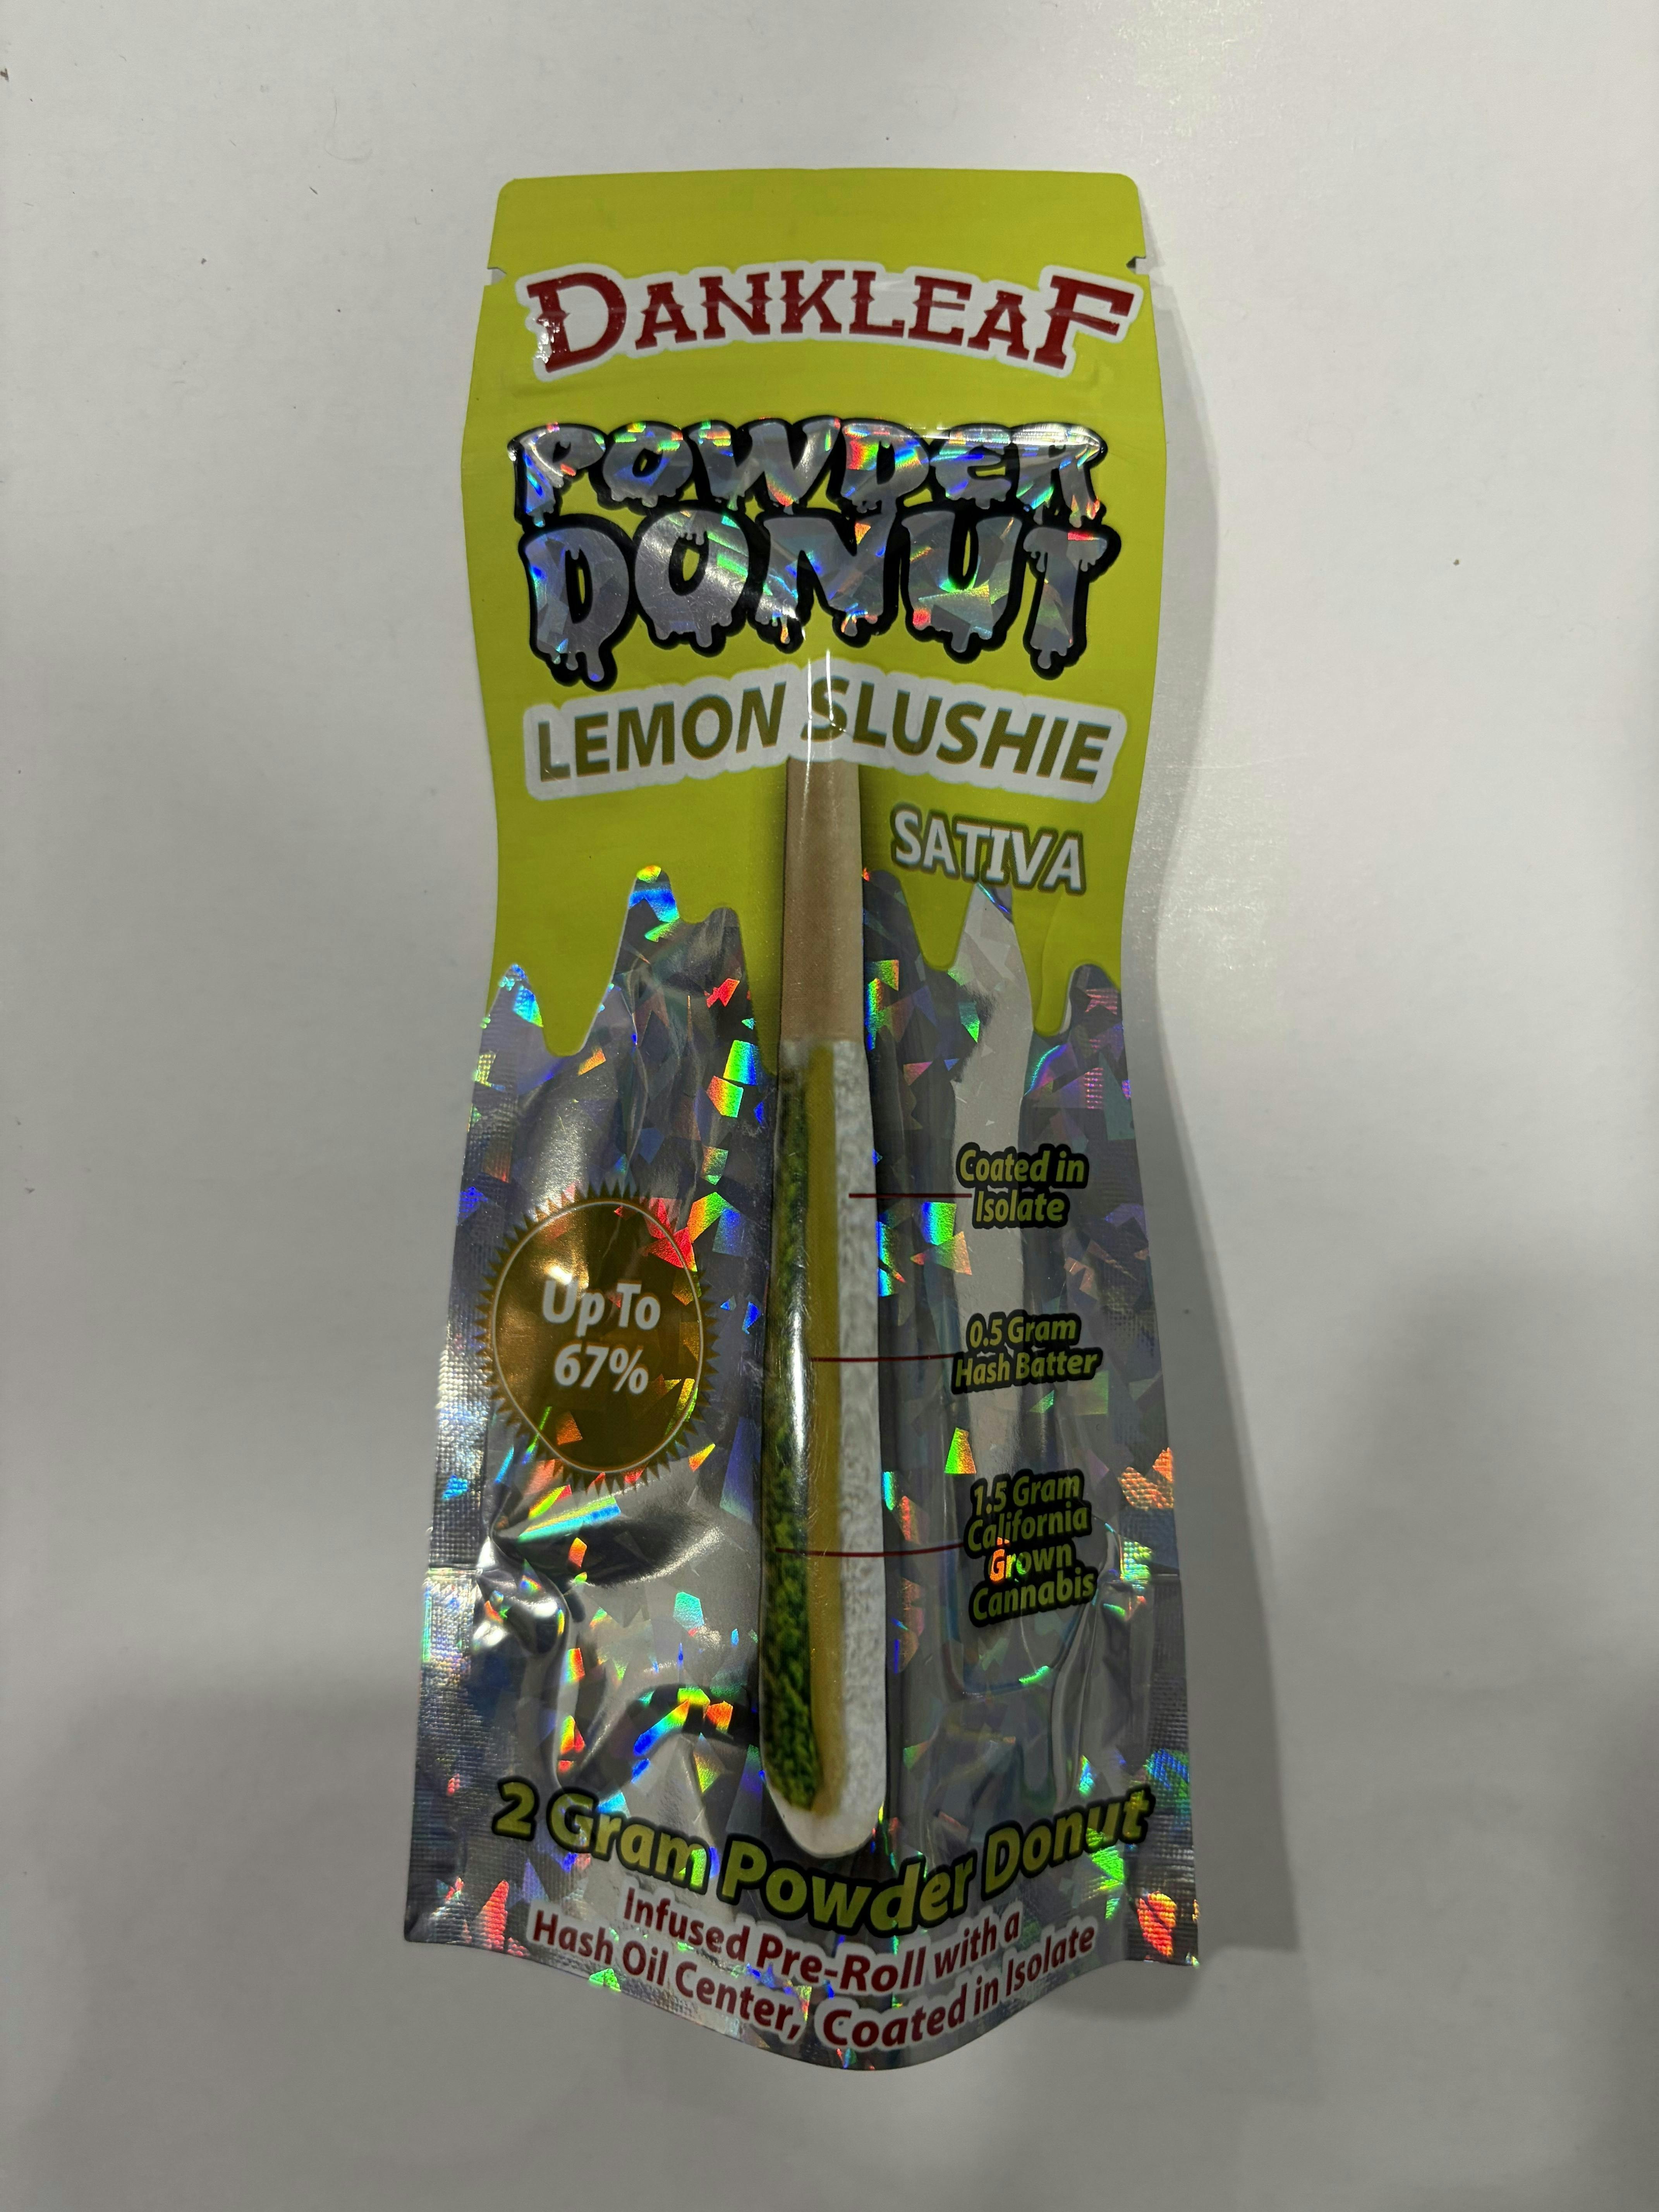 DANKLEAF
POWDER
DONUT
LEMON SLUSHIE
SATIVA
Coated in
Isolate
Up To
67%
0.5 Gram
Hash Batter
1.5 Gram
California
Grown
Cannabis
2 Gram Powder Donut
Infused Pre-Roll with a
Hash Oil Center, Coated in Isolate